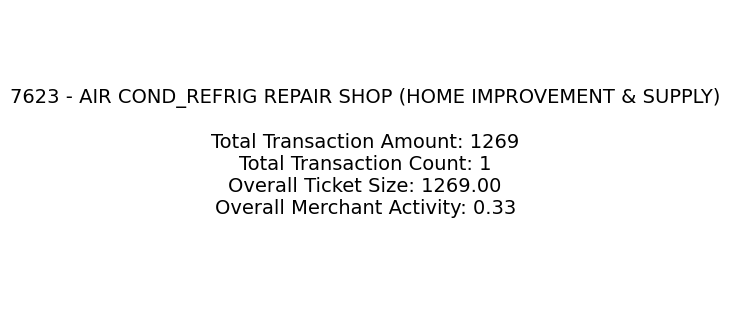 7623 - AIR COND_REFRIG REPAIR SHOP (HOME IMPROVEMENT & SUPPLY)
Total Transaction Amount: 1269
Total Transaction Count: 1
Overall Ticket Size: 1269.00
Overall Merchant Activity: 0.33